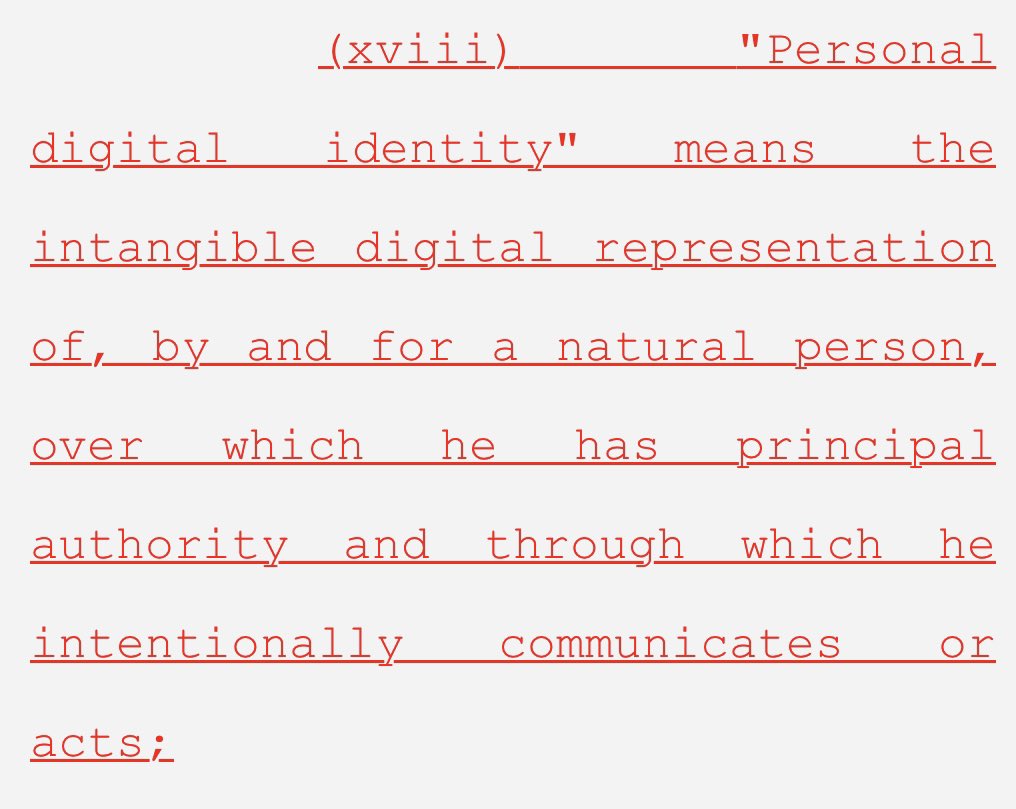 (xviii) "Personal
digital identity" means the
intangible digital representation
of, by and for a natural person,
over which he has principal
authority and through which he
intentionally communicates or
acts;